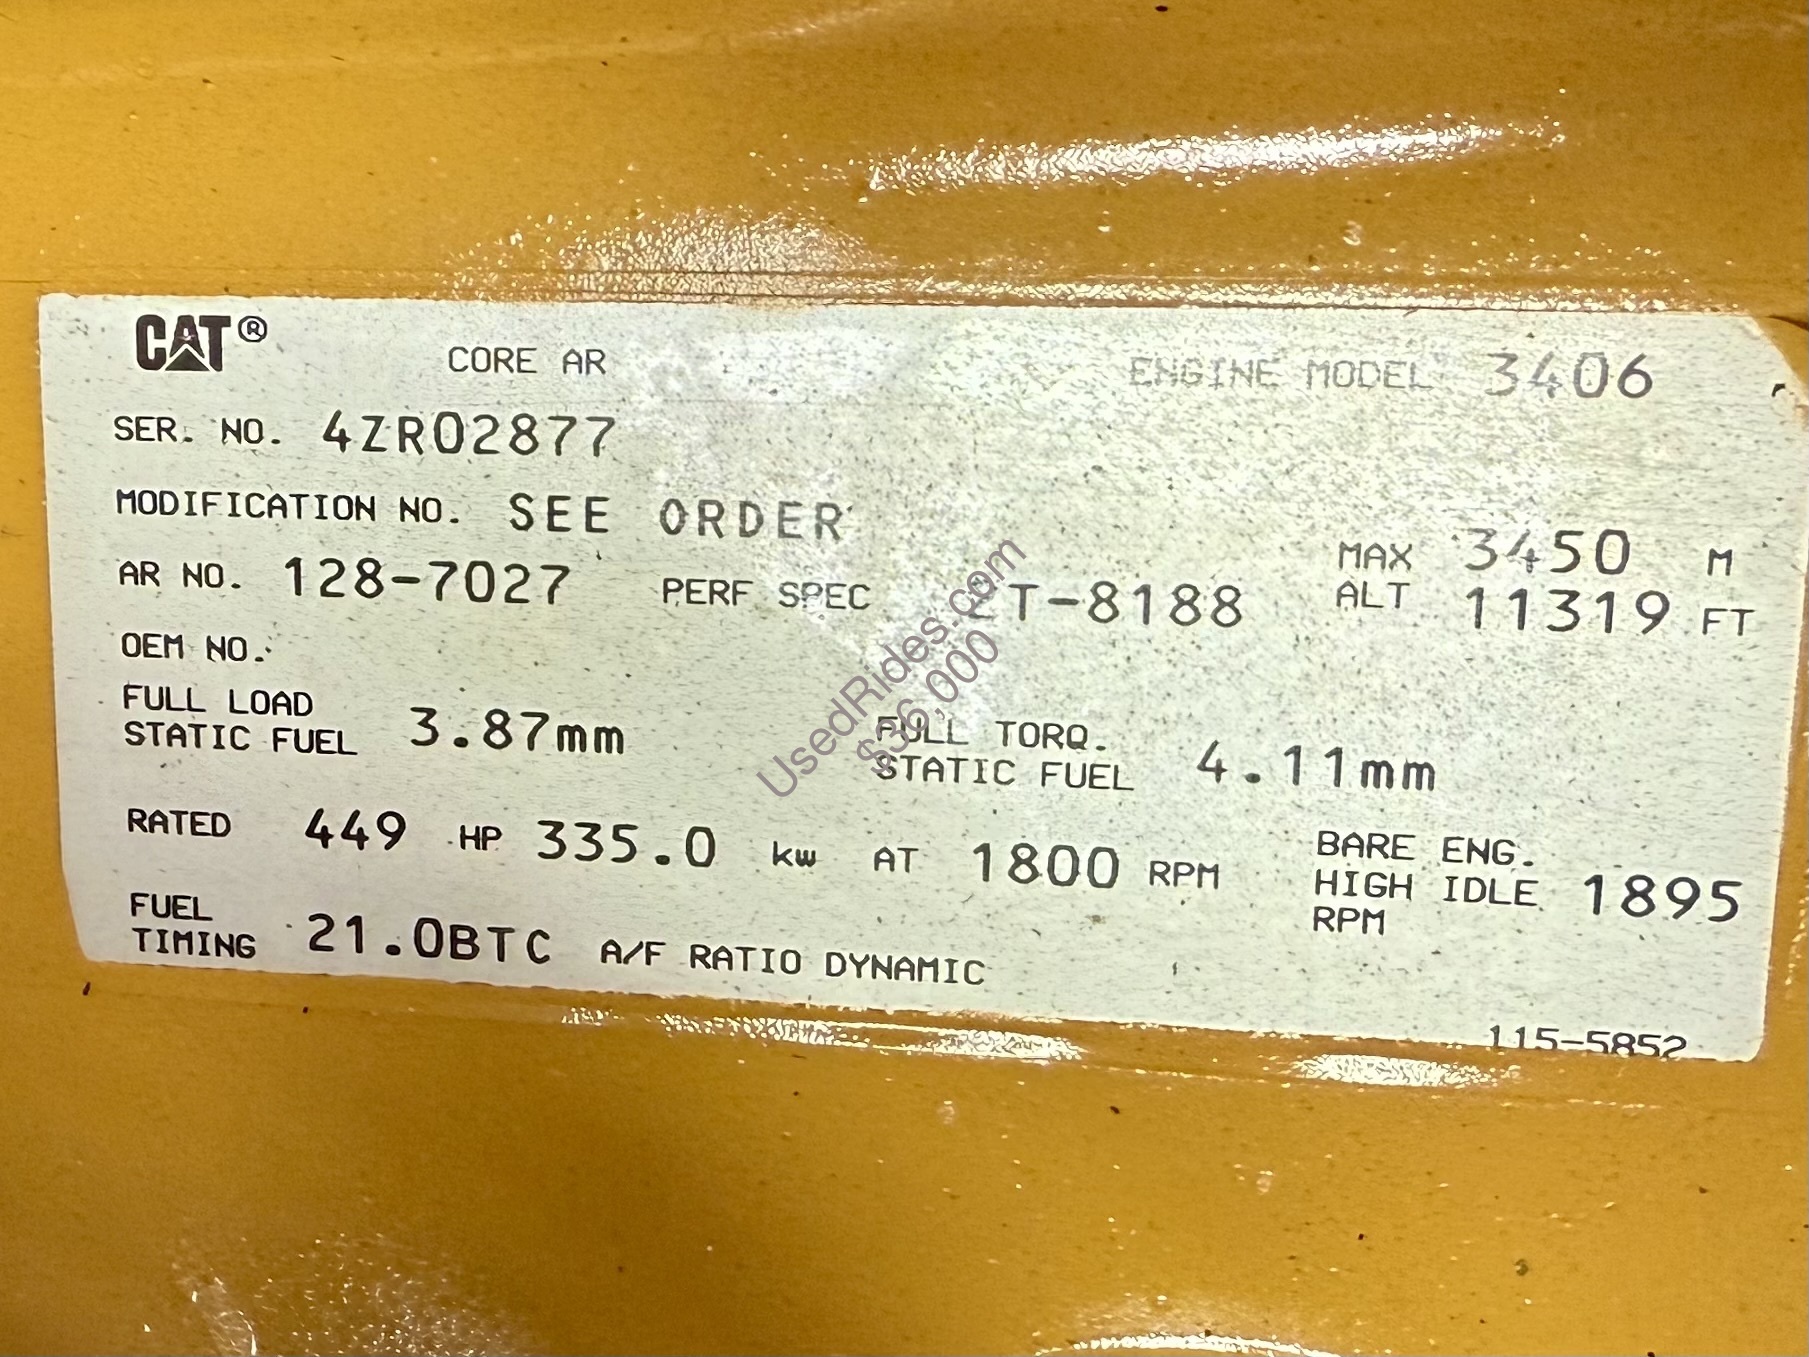 CAT®
CORE AR
ENGINE MODEL 3406
SER. NO. 4ZR02877
MODIFICATION NO. SEE ORDER
AR NO. 128-7027 PERF SPEC T-8188
MAX ALT 3450 M
11319 FT
OEM NO.
FULL LOAD
STATIC FUEL 3.87mm
FULL TORQ.
STATIC FUEL 4.11mm
RATED 449 HP 335.0 kw AT 1800 RPM
BARE ENG.
HIGH IDLE 1895
RPM
FUEL
TIMING 21.0BTC A/F RATIO DYNAMIC
115-5852
UsedRides.com
$36,000